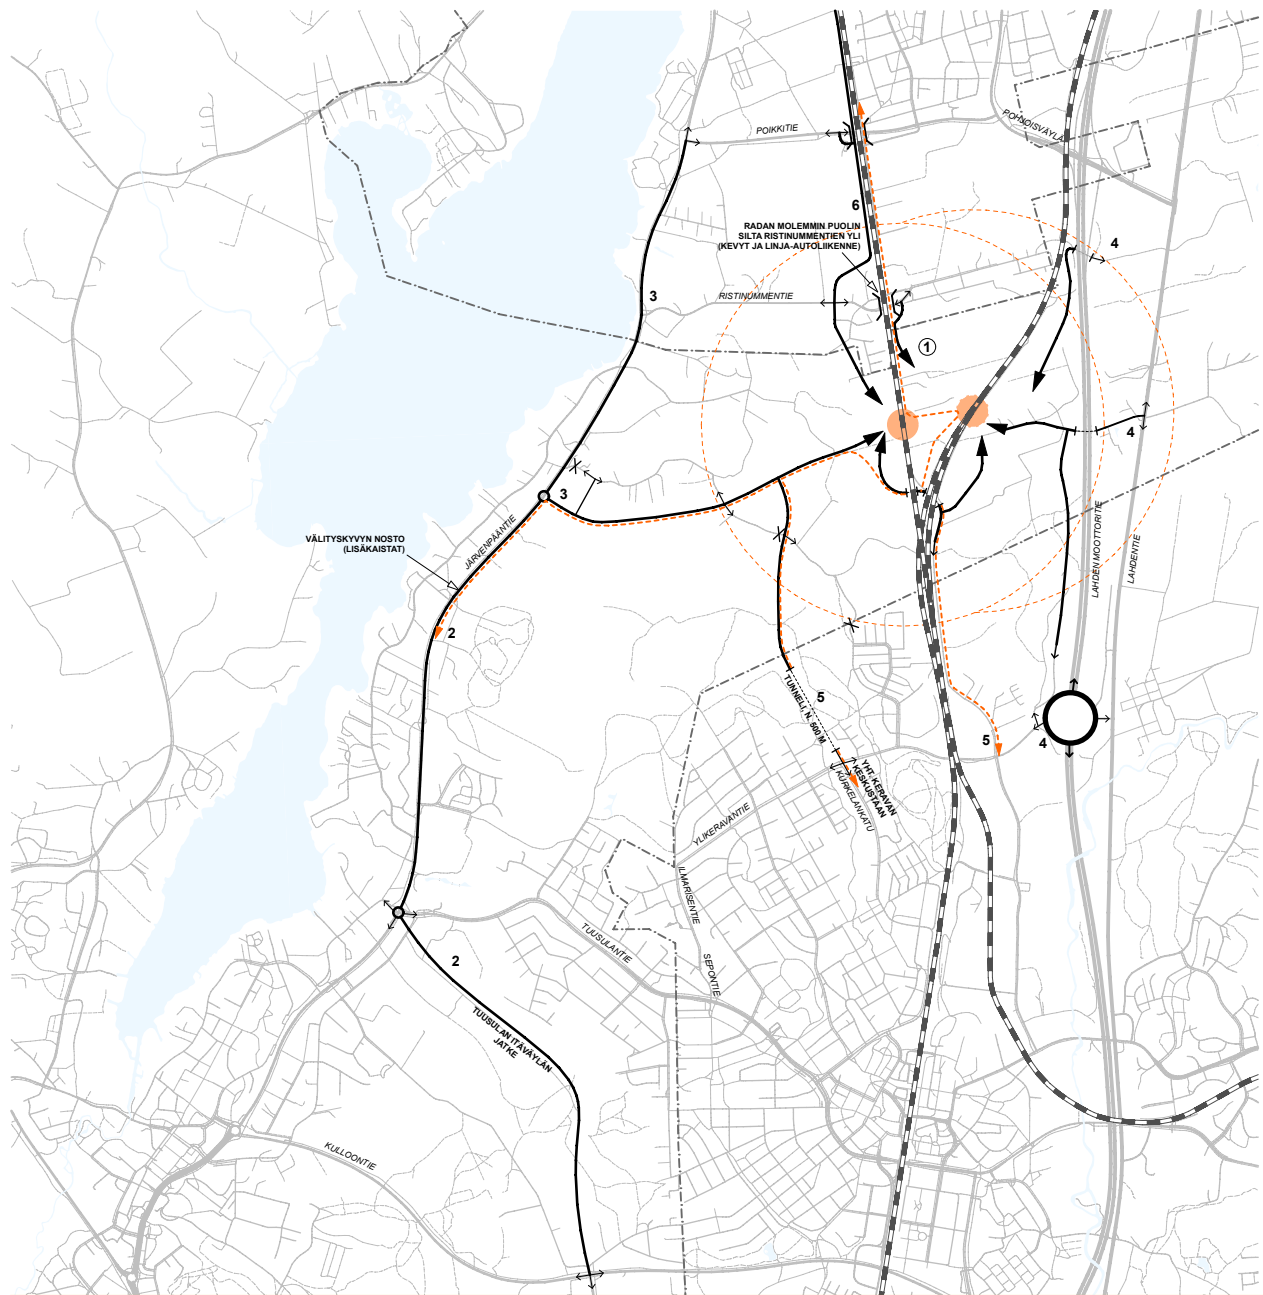 POIKKITIE
POHJOISVÄYLÄ
6
RADAN MOLEMMIN PUOLIN
SILTA RISTINUMMENTIEN YLI
(KEVYT JA LINJA-AUTOLIIKENNE)
4
3
RISTINUMMENTIE
1
4
3
VÄLITYSKYVYN NOSTO
(LISÄKAISTAT)
JÄRVENPÄÄNTIE
LAHDEN MOOTTORITIE
LAHDENTIE
2
5
TUNNELI, N. 500 M
5
4
YHT. KERAVAN
KESKUSTAAN
KURKELANKATU
YLIKERAVANTIE
ILMARISENTIE
TUUSULANTIE
SEPONTIE
2
TUUSULAN ITÄVÄYLÄN
JATKE
KULLOONTIE